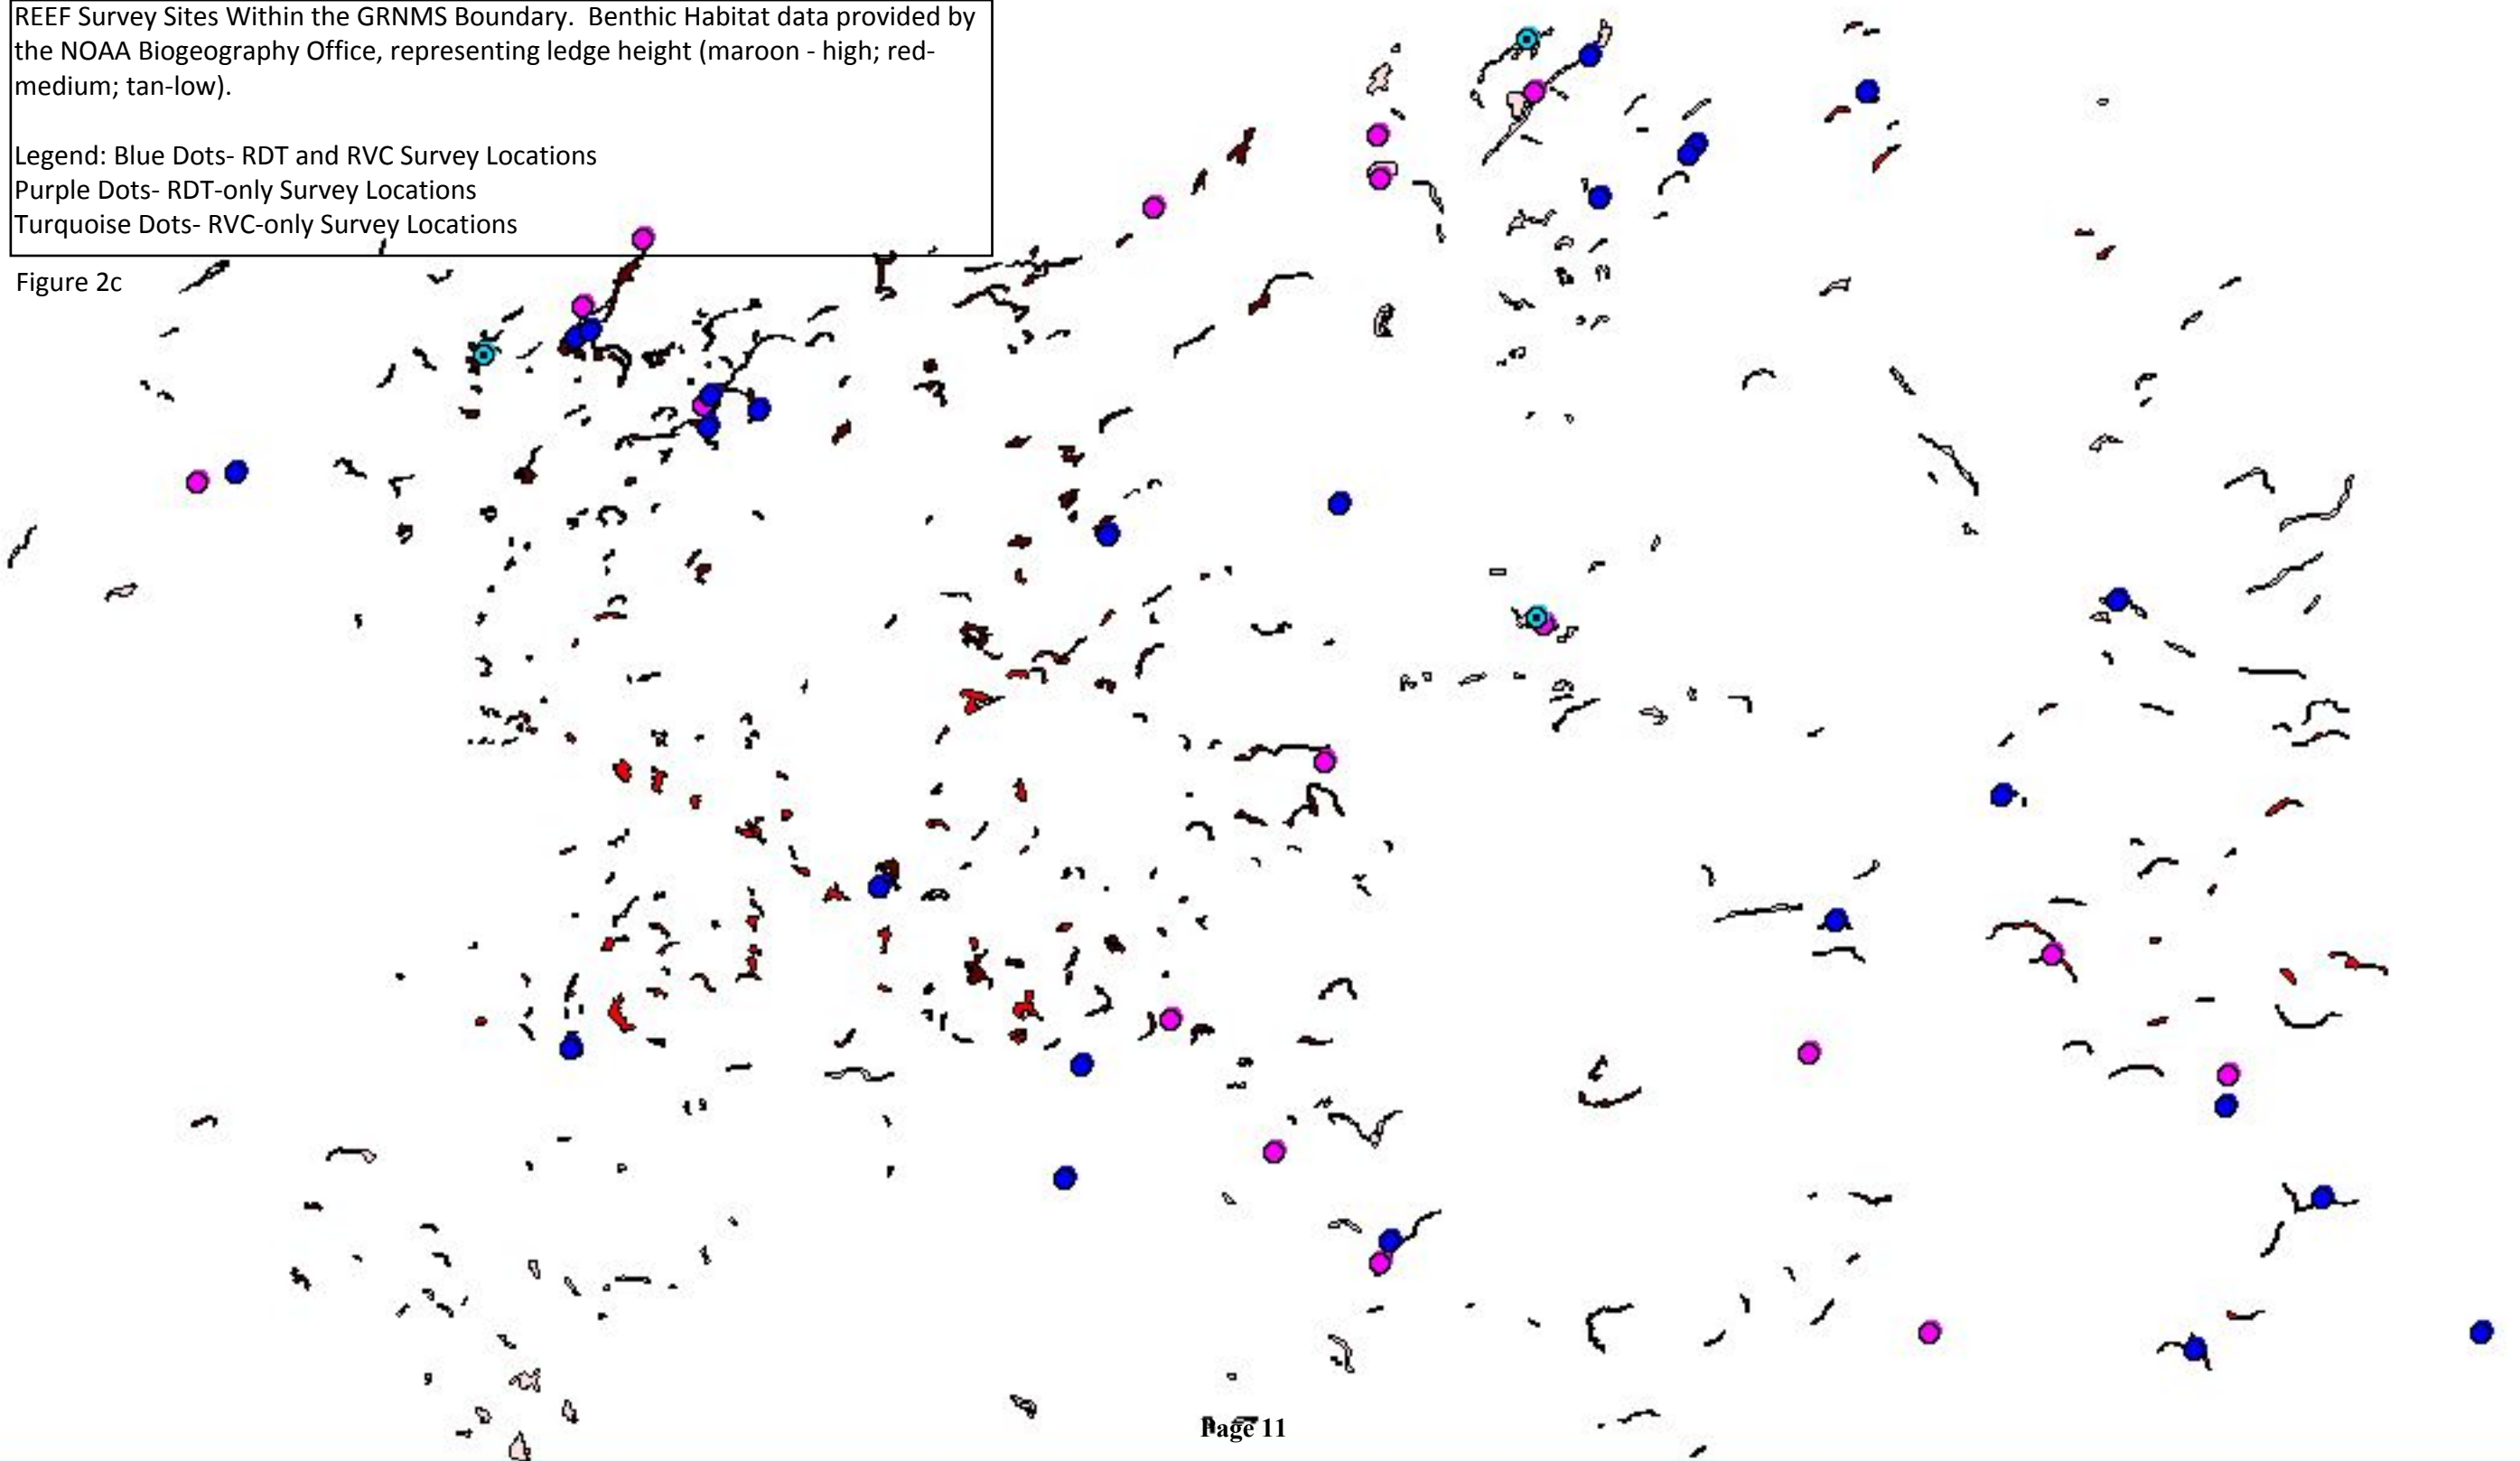 REEF Survey Sites Within the GRNMS Boundary.  Benthic Habitat data provided by
the NOAA Biogeography Office, representing ledge height (maroon - high; red-
medium; tan-low).
Legend: Blue Dots- RDT and RVC Survey Locations
Purple Dots- RDT-only Survey Locations
Turquoise Dots- RVC-only Survey Locations
Figure 2c
Page 11